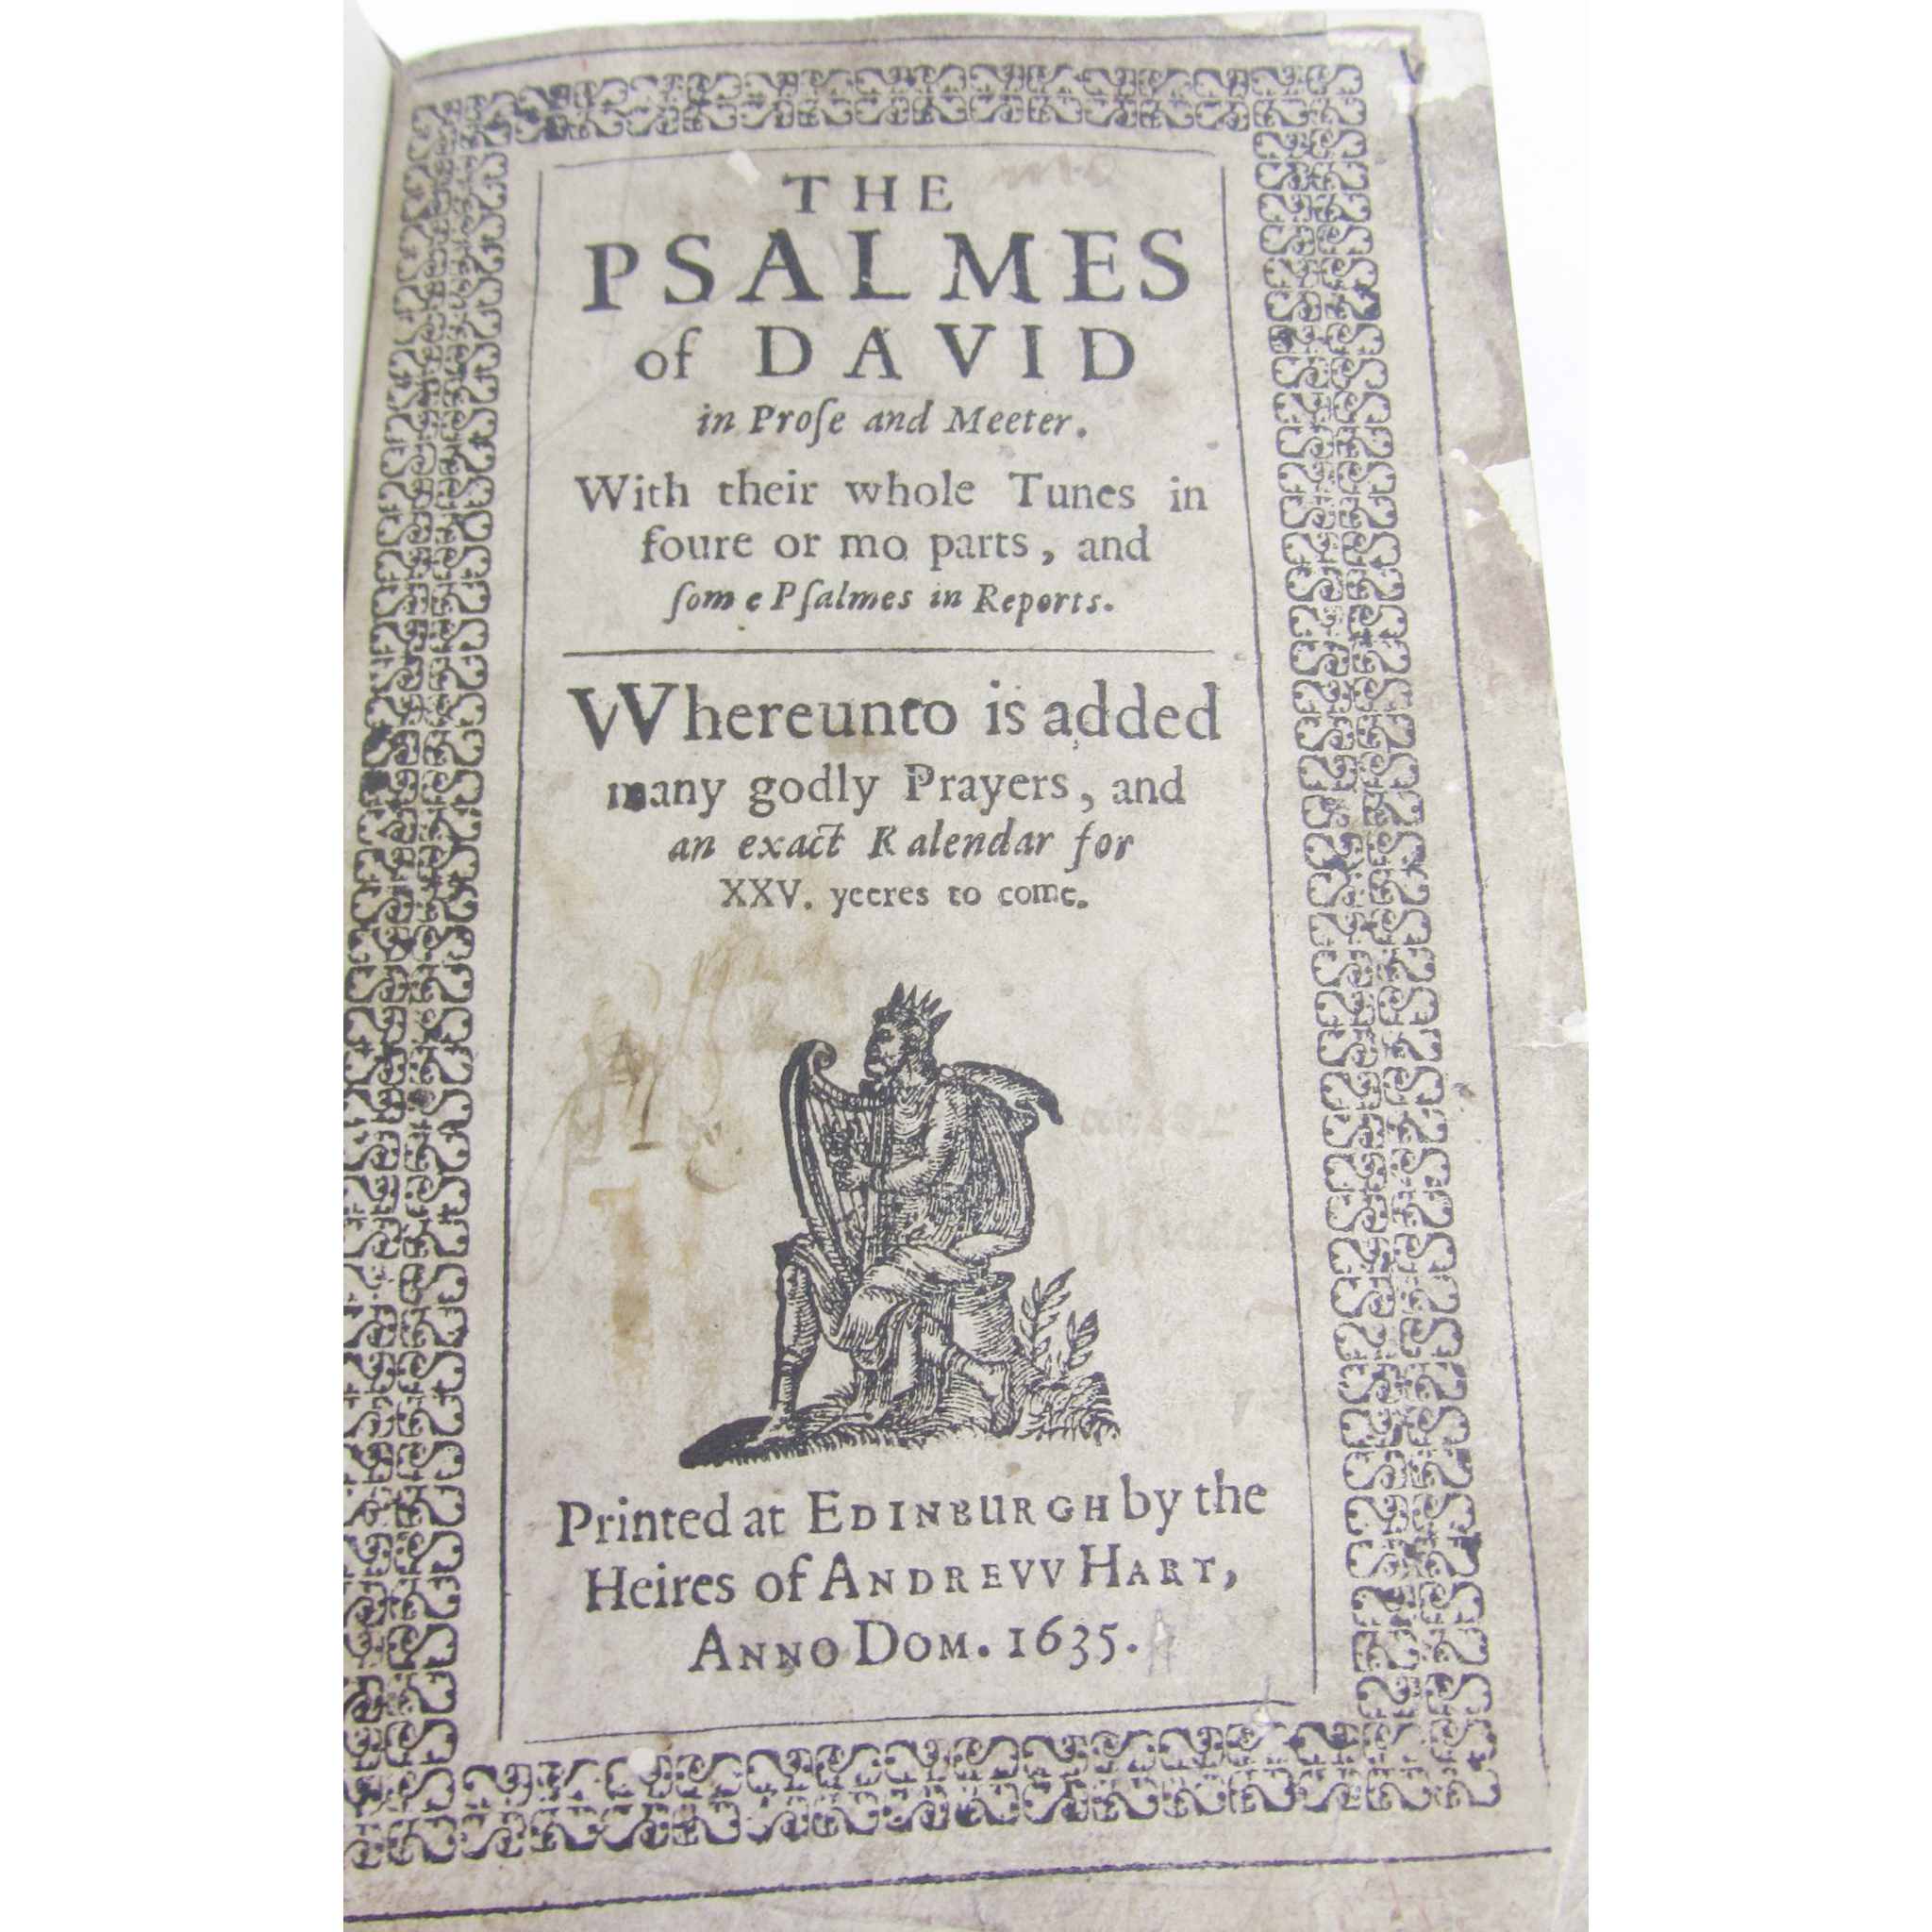 THE
PSALMES
of DAVID
in Proſe and Meeter.
With their whole Tunes in
foure or mo parts, and
ſome Pſalmes in Reports.
Whereunto is added
many godly Prayers, and
an exact Kalendar for
XXV. yeeres to come.
Printed at EDINBURGH by the
Heires of ANDREVV HART,
ANNO DOM. 1635.